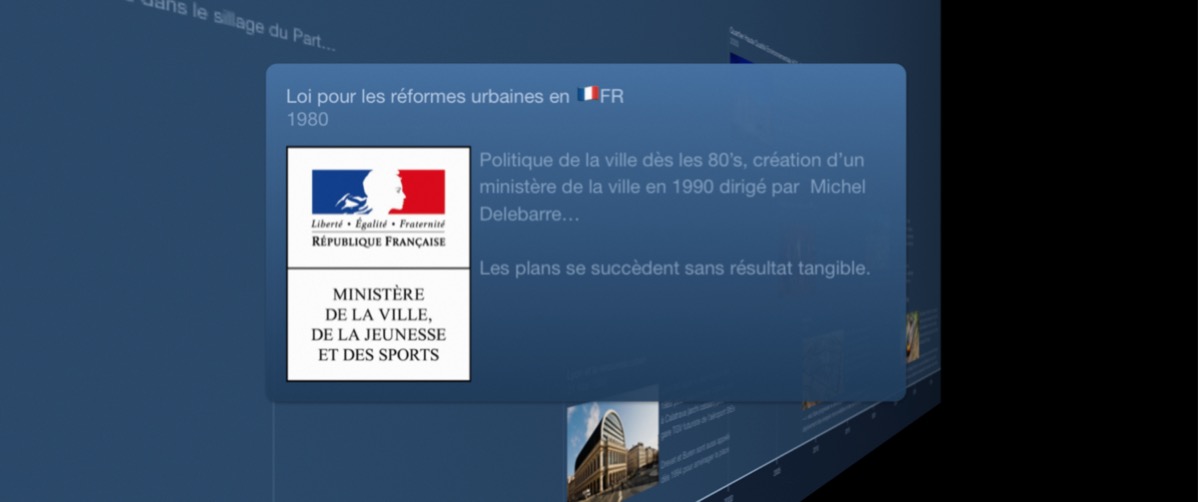 dans le sillage du Part...
Loi pour les réformes urbaines en 🇫🇷FR
1980
Politique de la ville dès les 80's, création d'un
ministère de la ville en 1990 dirigé par  Michel
Delebarre…
Les plans se succèdent sans résultat tangible.
Liberté • Égalité • Fraternité
RÉPUBLIQUE FRANÇAISE
MINISTÈRE
DE LA VILLE,
DE LA JEUNESSE
ET DES SPORTS